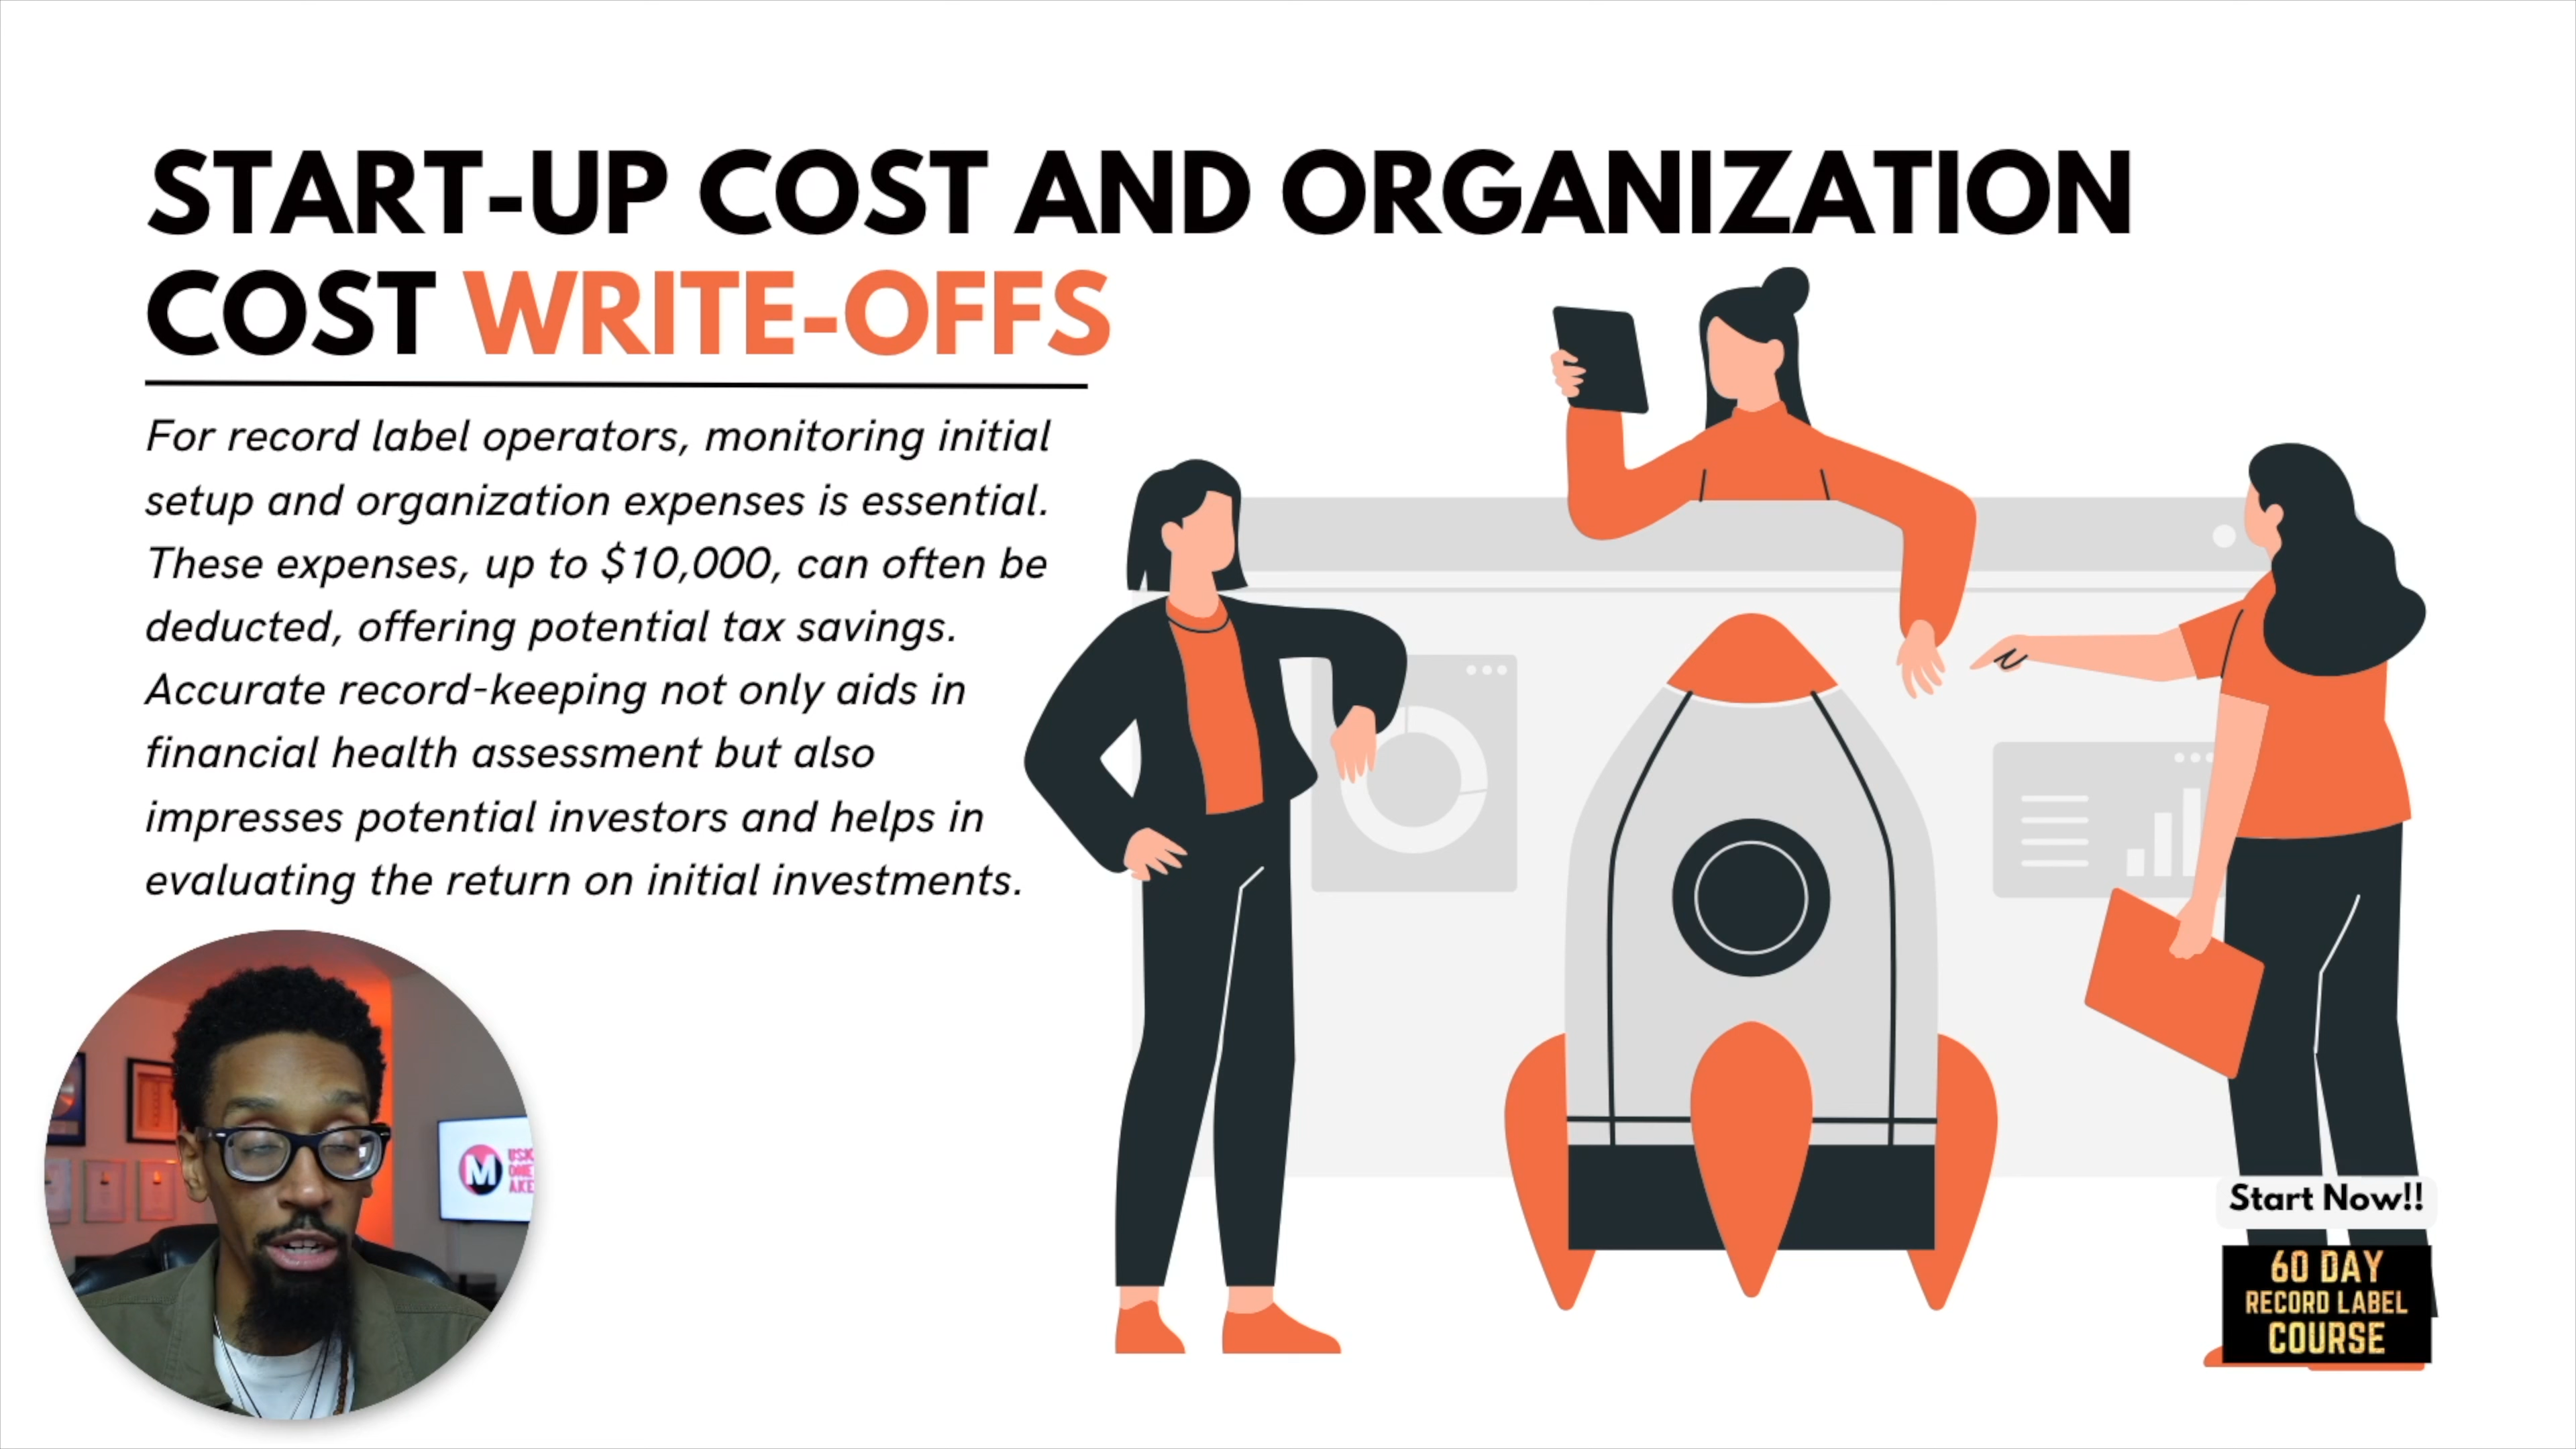 START-UP COST AND ORGANIZATION
COST WRITE-OFFS
For record label operators, monitoring initial
setup and organization expenses is essential.
These expenses, up to $10,000, can often be
deducted, offering potential tax savings.
Accurate record-keeping not only aids in
financial health assessment but also
impresses potential investors and helps in
evaluating the return on initial investments.
M
USIC
ONE
AKE
Start Now!!
60 DAY
RECORD LABEL
COURSE